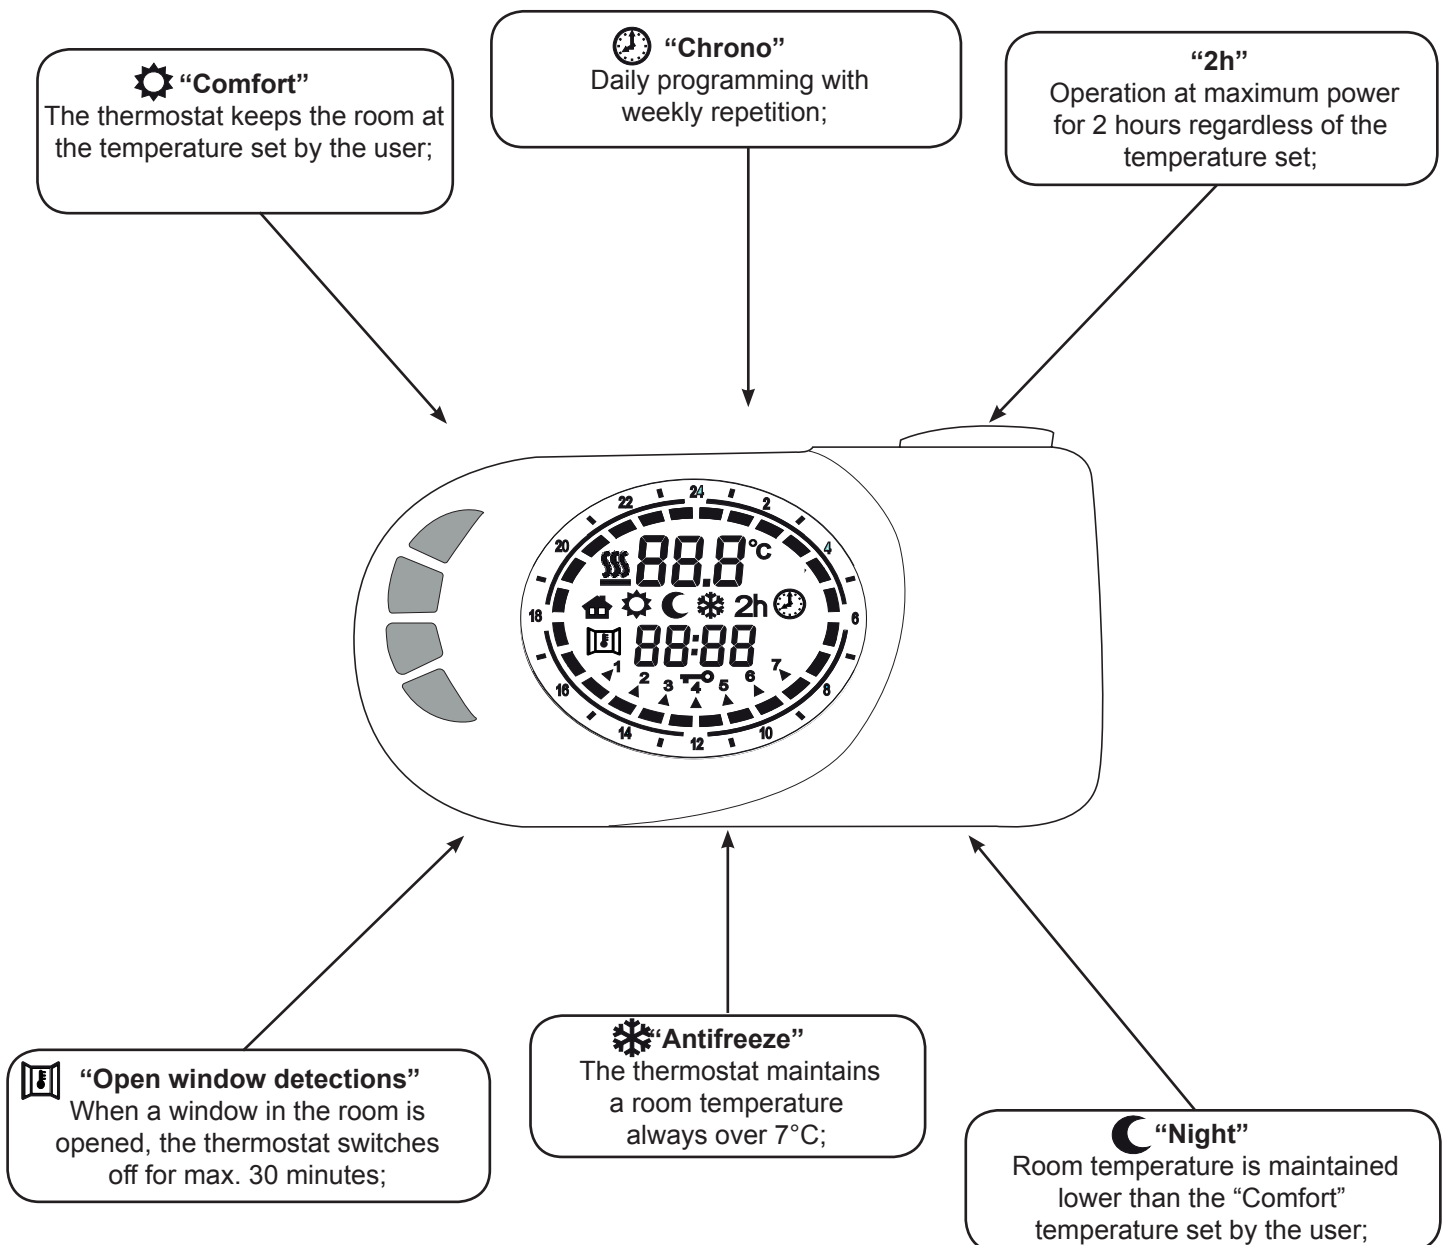 “Comfort”
The thermostat keeps the room at
the temperature set by the user;
“Chrono”
Daily programming with
weekly repetition;
“2h”
Operation at maximum power
for 2 hours regardless of the
temperature set;
24
2
4
6
8
10
12
14
16
18
20
22
88.8°C
2h
88:88
1 2 3 4 5 6 7
“Open window detections”
When a window in the room is
opened, the thermostat switches
off for max. 30 minutes;
“Antifreeze”
The thermostat maintains
a room temperature
always over 7°C;
“Night”
Room temperature is maintained
lower than the “Comfort”
temperature set by the user;